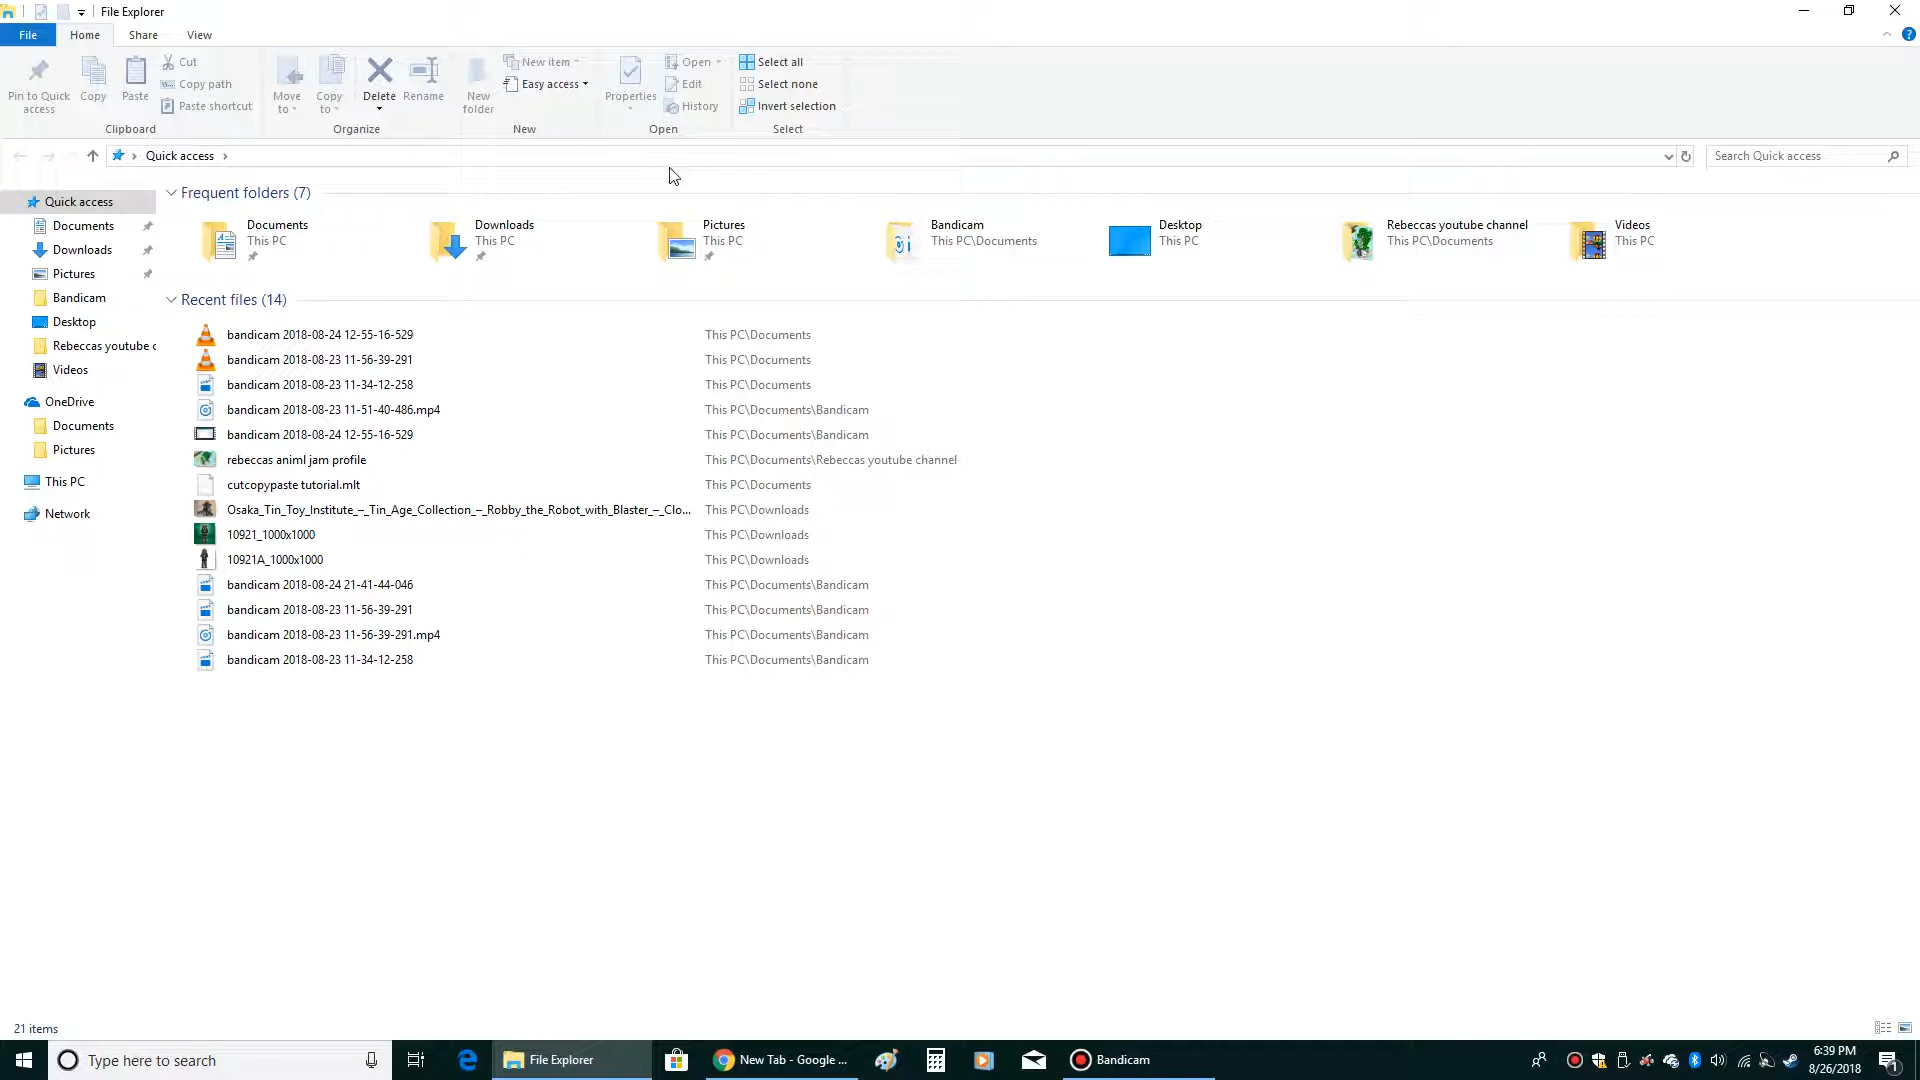 File Explorer
File Home Share View
Pin to Quick access
Copy
Paste
Cut
Copy path
Paste shortcut
Clipboard
Move to
Copy to
Delete
Rename
Organize
New folder
New item
Easy access
New
Properties
Open
Edit
History
Open
Select all
Select none
Invert selection
Select
Quick access
Search Quick access
Quick access
Documents
Downloads
Pictures
Bandicam
Desktop
Rebeccas youtube c
Videos
OneDrive
Documents
Pictures
This PC
Network
Frequent folders (7)
Documents
This PC
Downloads
This PC
Pictures
This PC
Bandicam
This PC\Documents
Desktop
This PC
Rebeccas youtube channel
This PC\Documents
Videos
This PC
Recent files (14)
bandicam 2018-08-24 12-55-16-529 This PC\Documents
bandicam 2018-08-23 11-56-39-291 This PC\Documents
bandicam 2018-08-23 11-34-12-258 This PC\Documents
bandicam 2018-08-23 11-51-40-486.mp4 This PC\Documents\Bandicam
bandicam 2018-08-24 12-55-16-529 This PC\Documents\Bandicam
rebeccas animl jam profile This PC\Documents\Rebeccas youtube channel
cutcopypaste tutorial.mlt This PC\Documents
Osaka_Tin_Toy_Institute_–_Tin_Age_Collection_–_Robby_the_Robot_with_Blaster_–_Clo... This PC\Downloads
10921_1000x1000 This PC\Downloads
10921A_1000x1000 This PC\Downloads
bandicam 2018-08-24 21-41-44-046 This PC\Documents\Bandicam
bandicam 2018-08-23 11-56-39-291 This PC\Documents\Bandicam
bandicam 2018-08-23 11-56-39-291.mp4 This PC\Documents\Bandicam
bandicam 2018-08-23 11-34-12-258 This PC\Documents\Bandicam
21 items
Type here to search
File Explorer
New Tab - Google ...
Bandicam
6:39 PM
8/26/2018
1